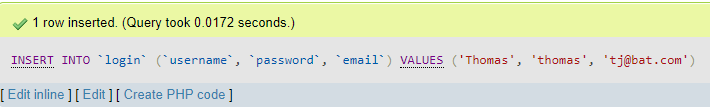 1 row inserted. (Query took 0.0172 seconds.)
INSERT INTO `login` (`username`, `password`, `email`) VALUES ('Thomas', 'thomas', 'tj@bat.com')
[ Edit inline ] [ Edit ] [ Create PHP code ]